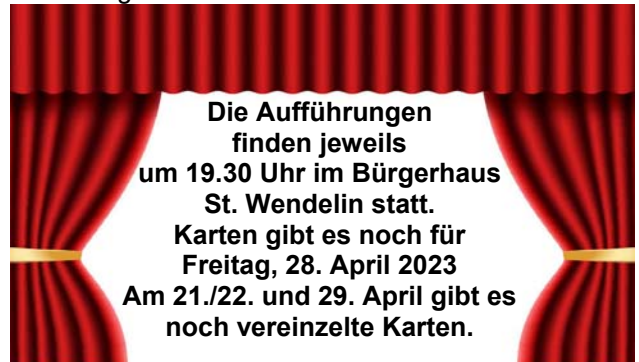 Die Aufführungen
finden jeweils
um 19.30 Uhr im Bürgerhaus
St. Wendelin statt.
Karten gibt es noch für
Freitag, 28. April 2023
Am 21./22. und 29. April gibt es
noch vereinzelte Karten.